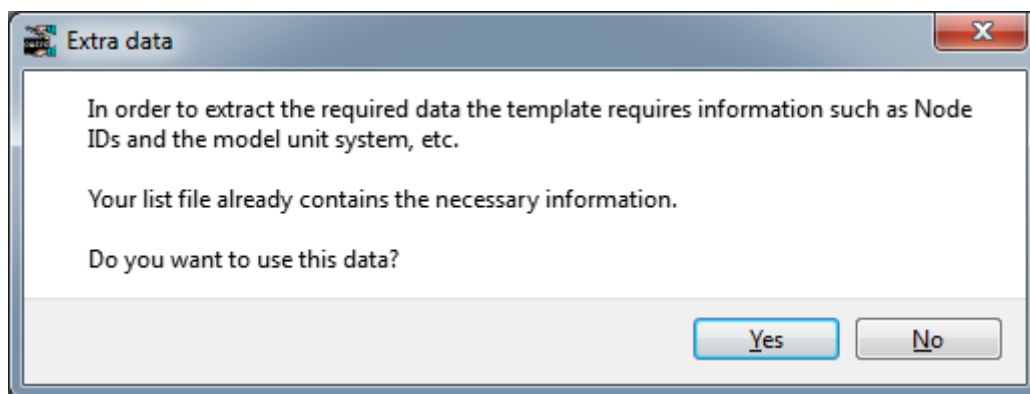 Extra data
In order to extract the required data the template requires information such as Node
IDs and the model unit system, etc.
Your list file already contains the necessary information.
Do you want to use this data?
Yes
No